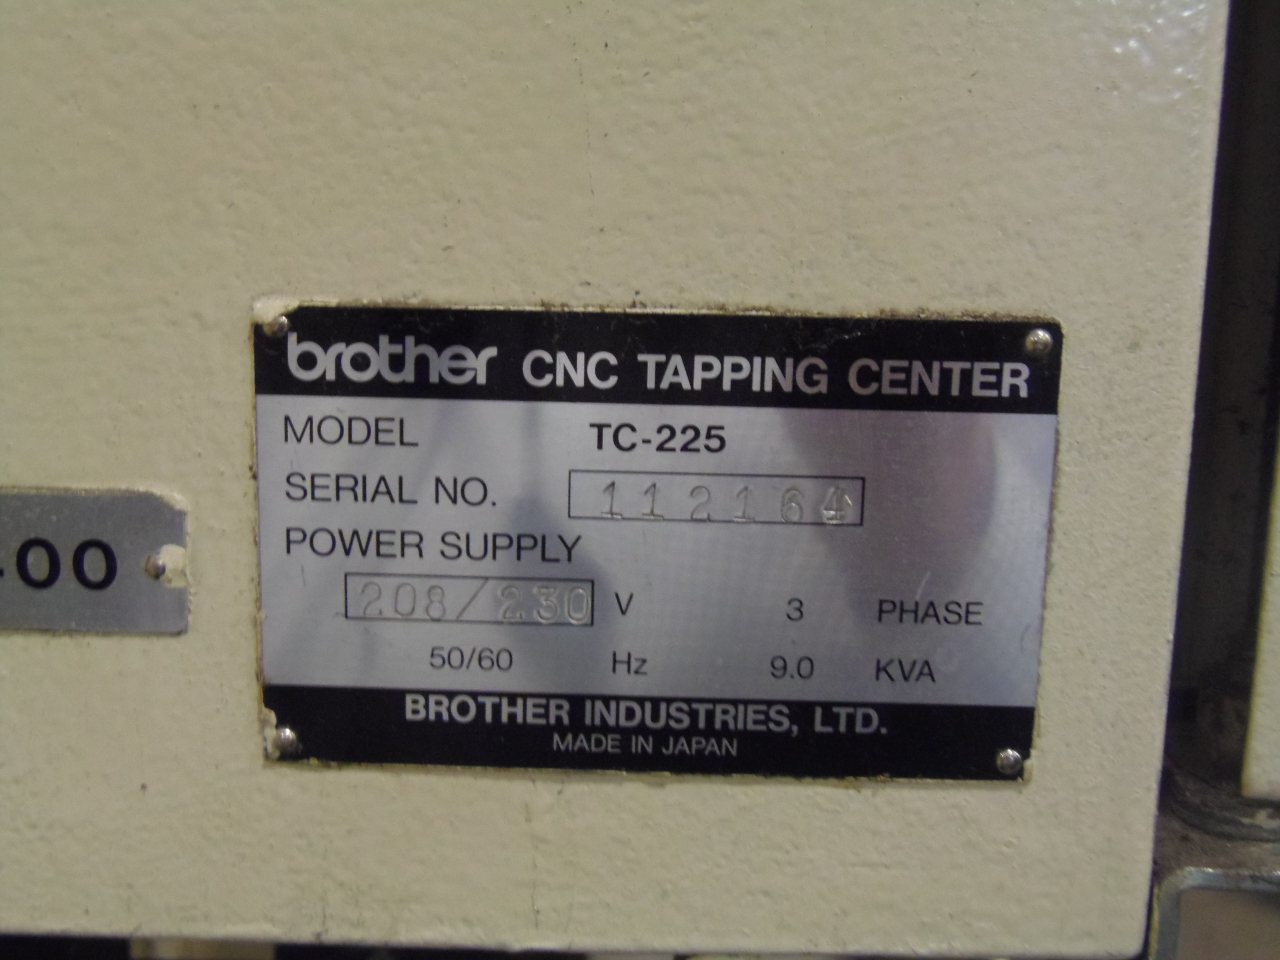 brother CNC TAPPING CENTER
MODEL TC-225
SERIAL NO. 112164
POWER SUPPLY
208/230 V 3 PHASE
50/60 Hz 9.0 KVA
BROTHER INDUSTRIES, LTD.
MADE IN JAPAN
00